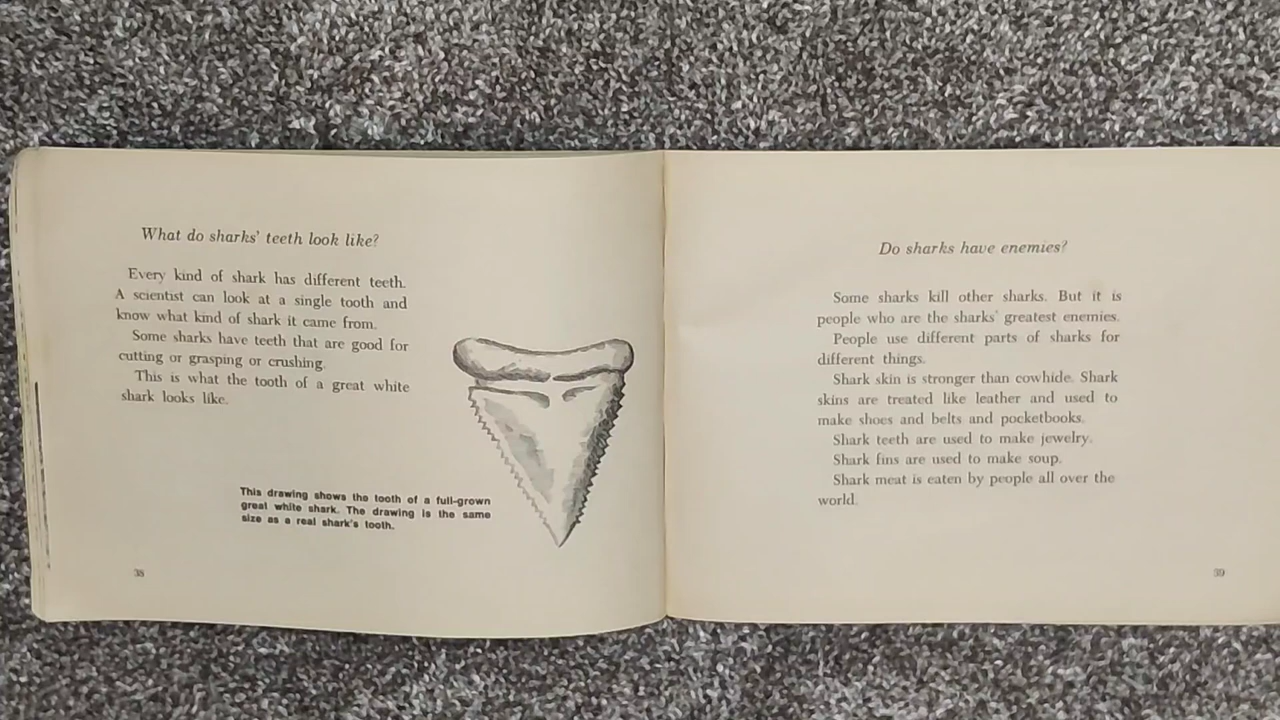 What do sharks' teeth look like?
Every kind of shark has different teeth.
A scientist can look at a single tooth and
know what kind of shark it came from.
Some sharks have teeth that are good for
cutting or grasping or crushing.
This is what the tooth of a great white
shark looks like.
This drawing shows the tooth of a full-grown
great white shark. The drawing is the same
size as a real shark's tooth.
38
Do sharks have enemies?
Some sharks kill other sharks. But it is
people who are the sharks' greatest enemies.
People use different parts of sharks for
different things.
Shark skin is stronger than cowhide. Shark
skins are treated like leather and used to
make shoes and belts and pocketbooks.
Shark teeth are used to make jewelry.
Shark fins are used to make soup.
Shark meat is eaten by people all over the
world.
39